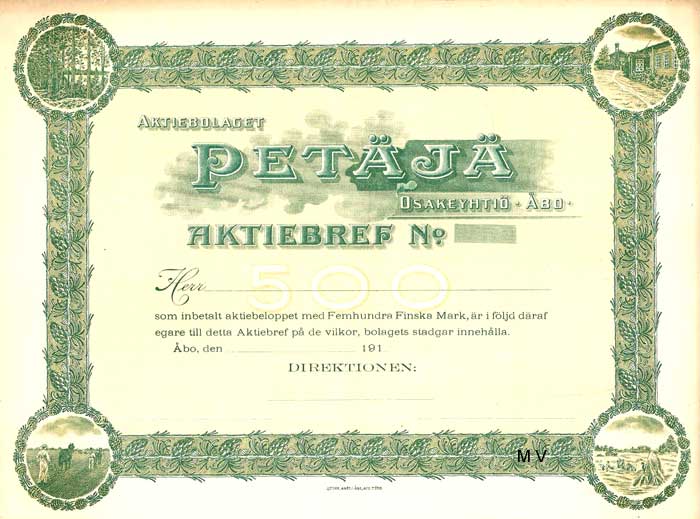 AKTIEBOLAGET
PETÄJÄ
OSAKEYHTIÖ · ÅBO ·
AKTIEBREF No
500
Herr
som inbetalt aktiebeloppet med Femhundra Finska Mark, är i följd däraf
egare till detta Aktiebref på de vilkor, bolagets stadgar innehålla.
Åbo, den 191
DIREKTIONEN:
MV